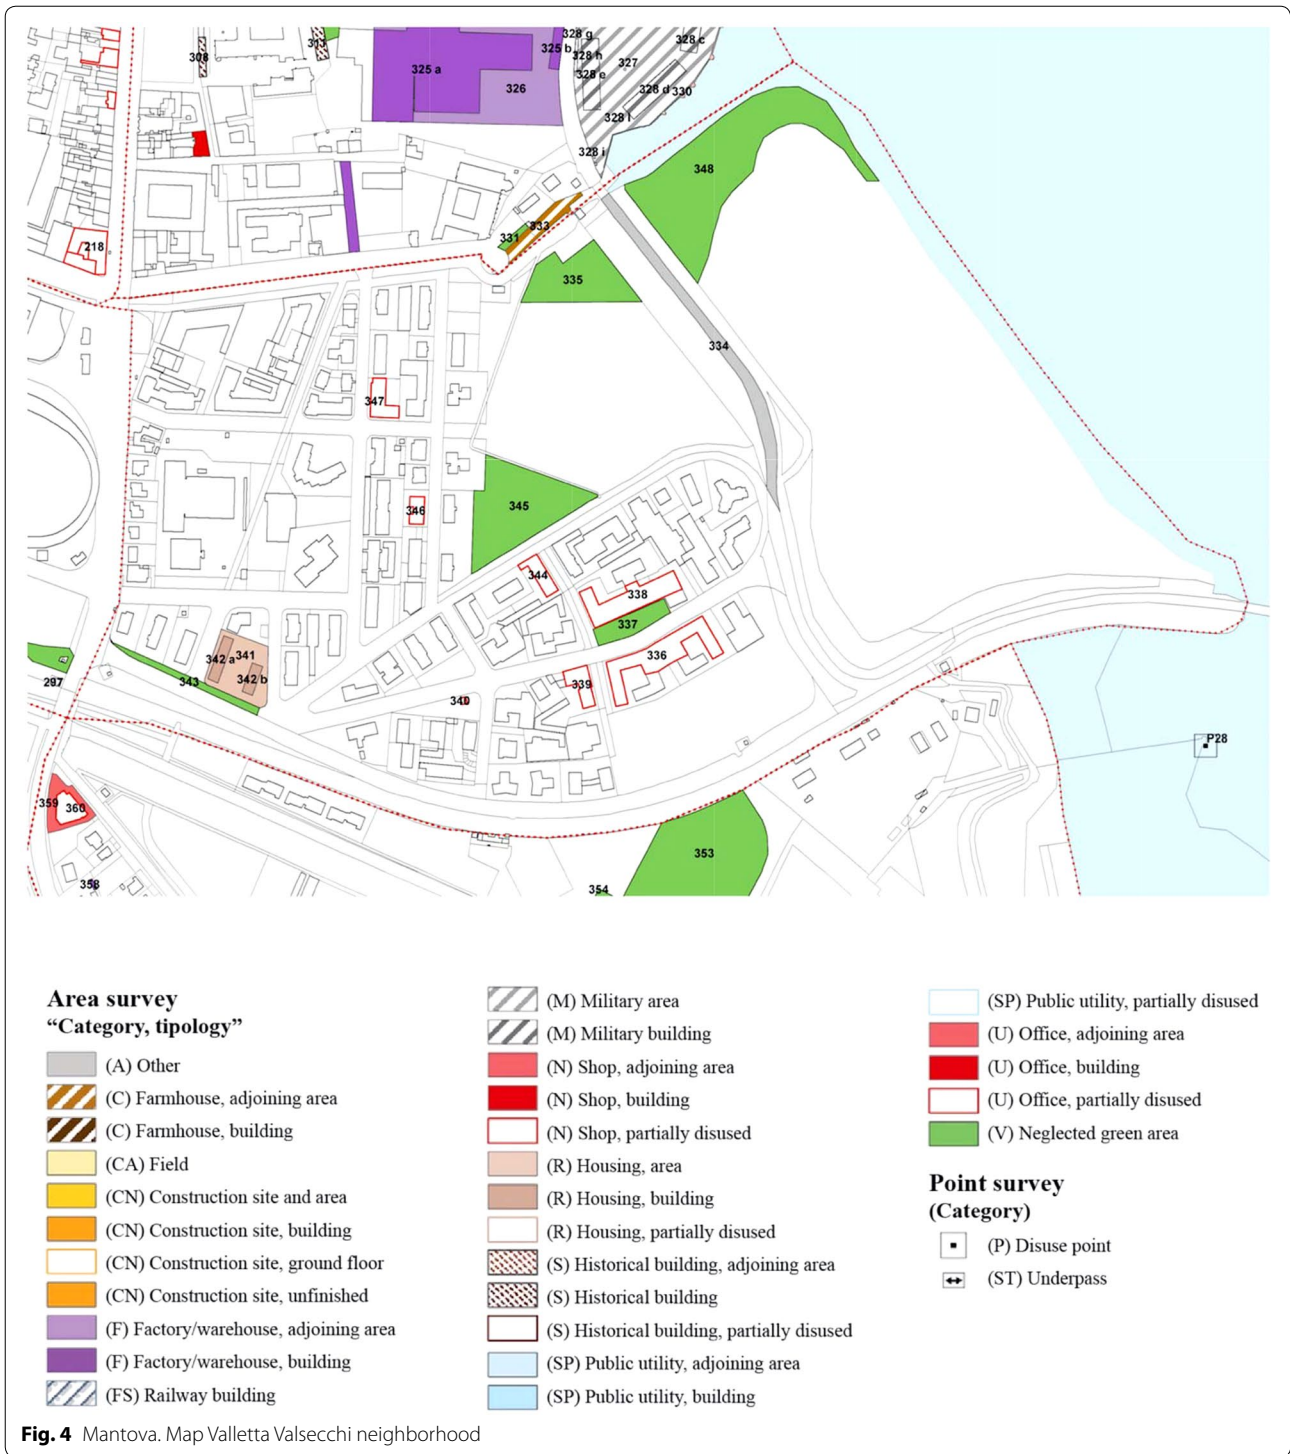 308
313
325 a
326
325 b
328 g
328 h
328 e
327
328 c
328 d
330
328 i
348
218
331
333
335
334
347
346
345
344
338
337
336
339
340
342 a
341
342 b
343
297
359
360
358
353
354
P28
Area survey
“Category, tipology”
(A) Other
(C) Farmhouse, adjoining area
(C) Farmhouse, building
(CA) Field
(CN) Construction site and area
(CN) Construction site, building
(CN) Construction site, ground floor
(CN) Construction site, unfinished
(F) Factory/warehouse, adjoining area
(F) Factory/warehouse, building
(FS) Railway building
(M) Military area
(M) Military building
(N) Shop, adjoining area
(N) Shop, building
(N) Shop, partially disused
(R) Housing, area
(R) Housing, building
(R) Housing, partially disused
(S) Historical building, adjoining area
(S) Historical building
(S) Historical building, partially disused
(SP) Public utility, adjoining area
(SP) Public utility, building
(SP) Public utility, partially disused
(U) Office, adjoining area
(U) Office, building
(U) Office, partially disused
(V) Neglected green area
Point survey
(Category)
(P) Disuse point
(ST) Underpass
Fig. 4 Mantova. Map Valletta Valsecchi neighborhood